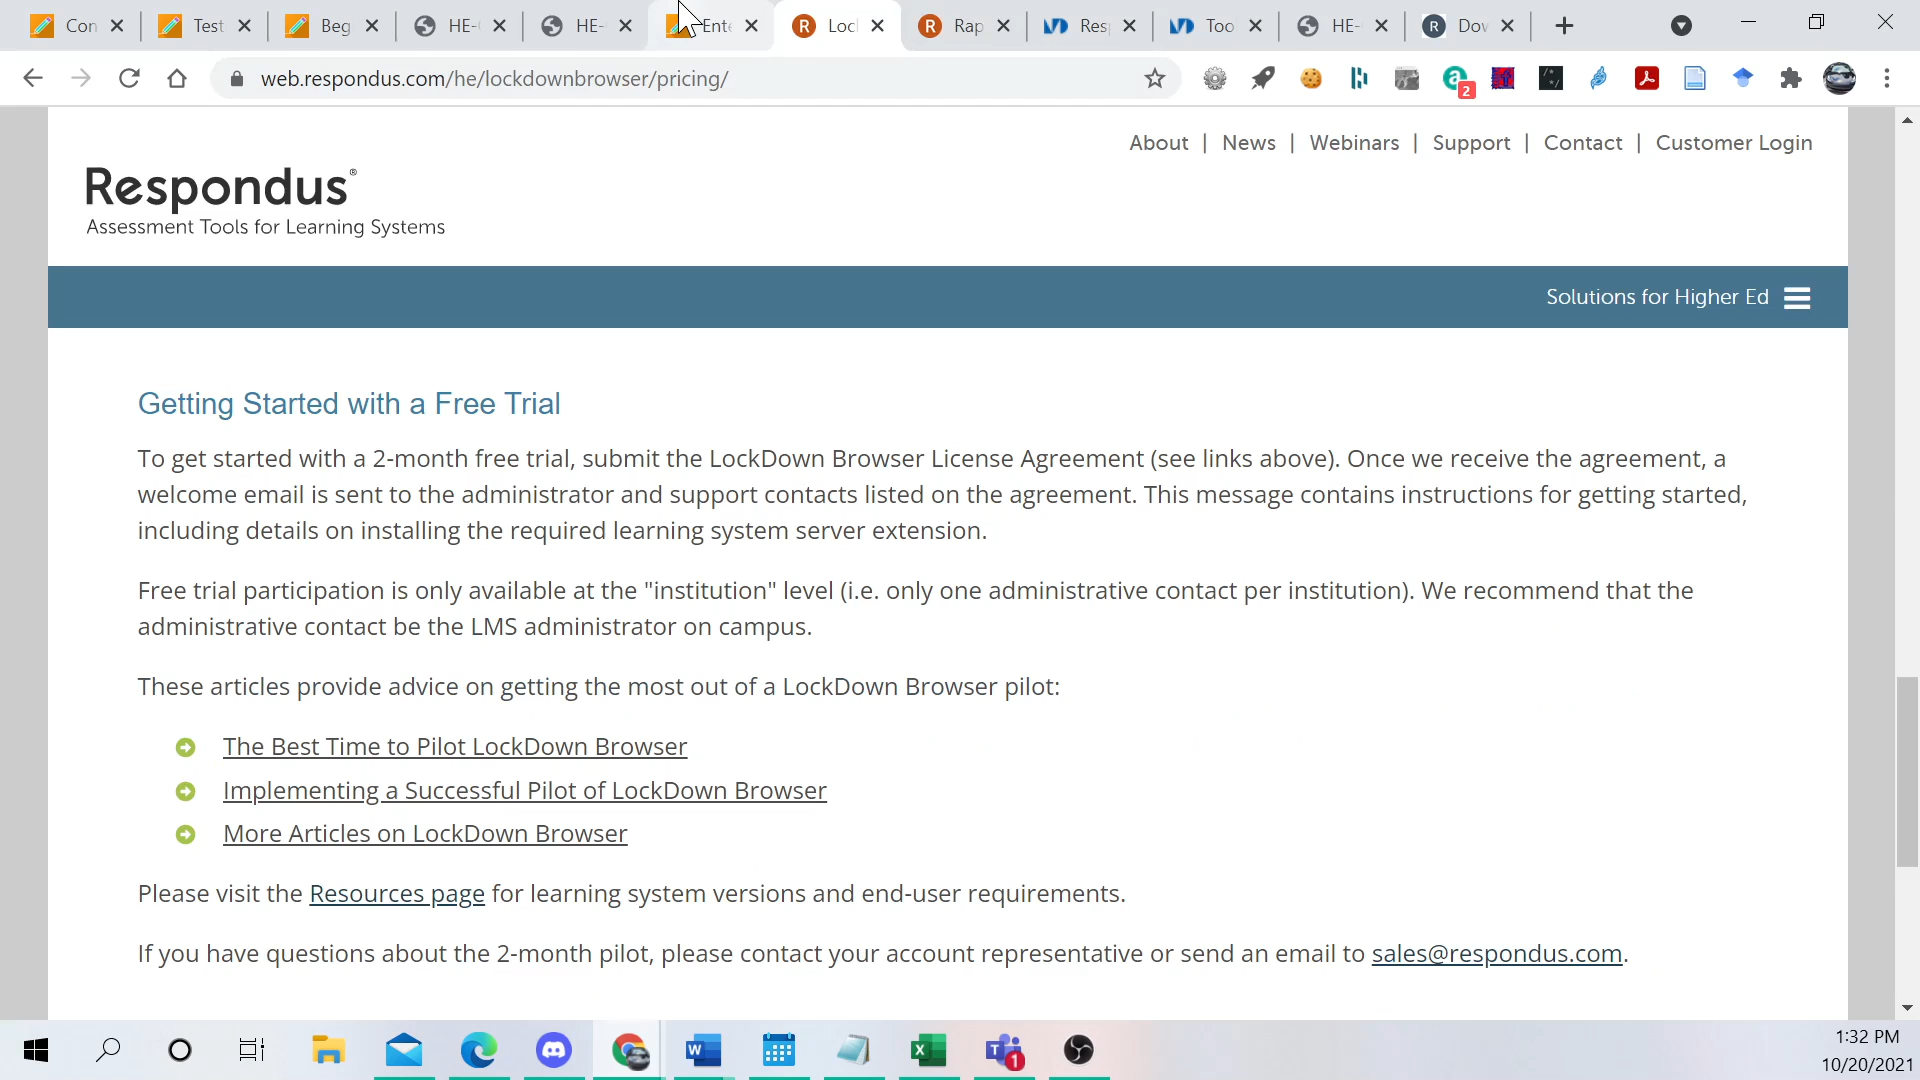 Con
Test
Beg
HE-
HE-
Ente
Loc
Rap
Res
Too
HE-
Dov
web.respondus.com/he/lockdownbrowser/pricing/
2
About | News | Webinars | Support | Contact | Customer Login
Respondus®
Assessment Tools for Learning Systems
Solutions for Higher Ed
Getting Started with a Free Trial
To get started with a 2-month free trial, submit the LockDown Browser License Agreement (see links above). Once we receive the agreement, a
welcome email is sent to the administrator and support contacts listed on the agreement. This message contains instructions for getting started,
including details on installing the required learning system server extension.
Free trial participation is only available at the "institution" level (i.e. only one administrative contact per institution). We recommend that the
administrative contact be the LMS administrator on campus.
These articles provide advice on getting the most out of a LockDown Browser pilot:
The Best Time to Pilot LockDown Browser
Implementing a Successful Pilot of LockDown Browser
More Articles on LockDown Browser
Please visit the Resources page for learning system versions and end-user requirements.
If you have questions about the 2-month pilot, please contact your account representative or send an email to sales@respondus.com.
1:32 PM
10/20/2021